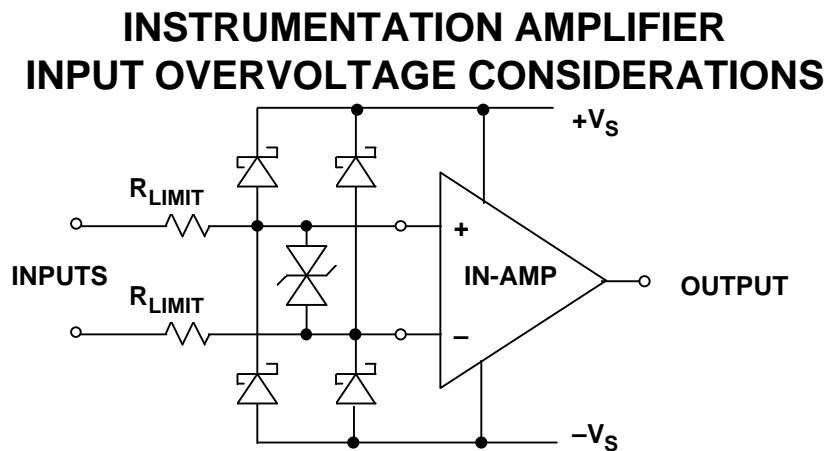 INSTRUMENTATION AMPLIFIER
INPUT OVERVOLTAGE CONSIDERATIONS
+VS
RLIMIT
+
INPUTS
IN-AMP
OUTPUT
RLIMIT
–
–VS